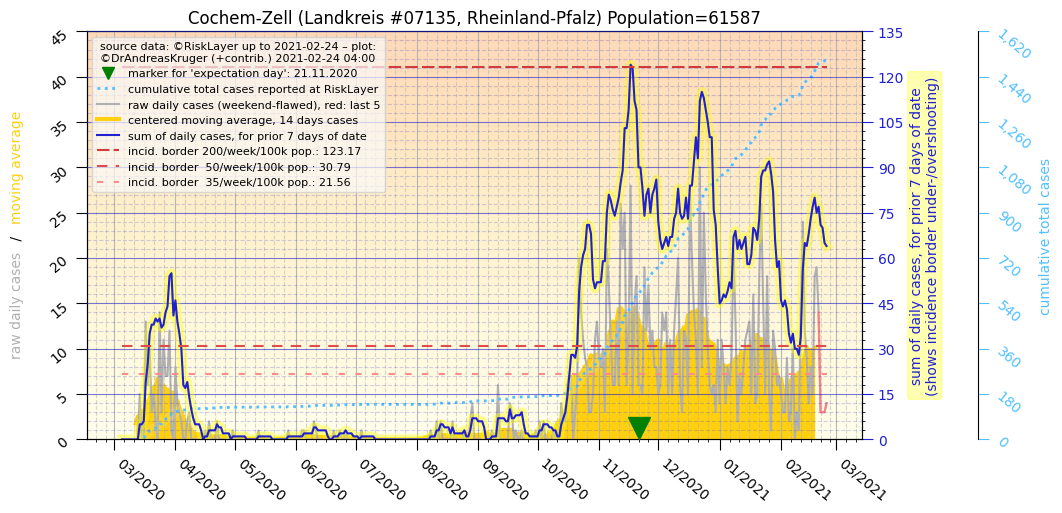 Cochem-Zell (Landkreis #07135, Rheinland-Pfalz) Population=61587
source data: ©RiskLayer up to 2021-02-24 – plot:
©DrAndreasKruger (+contrib.) 2021-02-24 04:00
marker for 'expectation day': 21.11.2020
cumulative total cases reported at RiskLayer
raw daily cases (weekend-flawed), red: last 5
centered moving average, 14 days cases
sum of daily cases, for prior 7 days of date
incid. border 200/week/100k pop.: 123.17
incid. border  50/week/100k pop.: 30.79
incid. border  35/week/100k pop.: 21.56
raw daily cases  /  moving average
45
40
35
30
25
20
15
10
5
0
135
120
105
90
75
60
45
30
15
0
sum of daily cases, for prior 7 days of date
(shows incidence border under-/overshooting)
1,620
1,440
1,260
1,080
900
720
540
360
180
0
cumulative total cases
03/2020
04/2020
05/2020
06/2020
07/2020
08/2020
09/2020
10/2020
11/2020
12/2020
01/2021
02/2021
03/2021